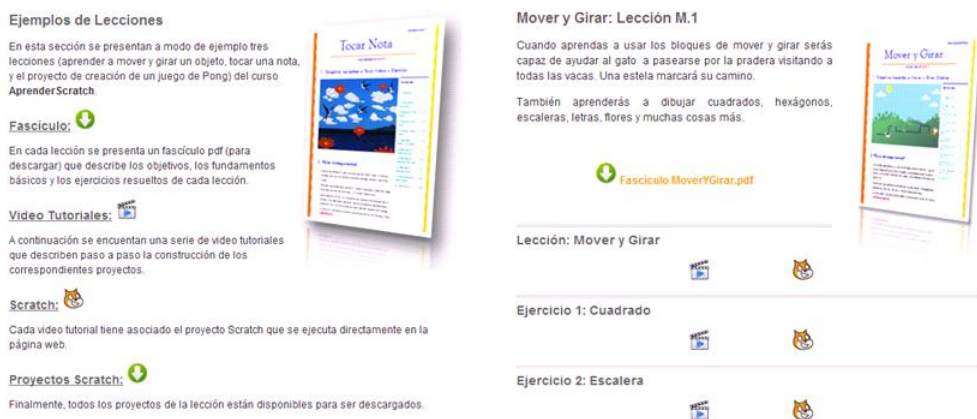 Ejemplos de Lecciones
En esta sección se presentan a modo de ejemplo tres
lecciones (aprender a mover y girar un objeto, tocar una nota,
y el proyecto de creación de un juego de Pong) del curso
AprenderScratch.
Fascículo:
En cada lección se presenta un fascículo pdf (para
descargar) que describe los objetivos, los fundamentos
básicos y los ejercicios resueltos de cada lección.
Video Tutoriales:
A continuación se encuentan una serie de video tutoriales
que describen paso a paso la construcción de los
correspondientes proyectos.
Scratch:
Cada video tutorial tiene asociado el proyecto Scratch que se ejecuta directamente en la
página web.
Proyectos Scratch:
Finalmente, todos los proyectos de la lección están disponibles para ser descargados.
Tocar Nota
Mover y Girar: Lección M.1
Cuando aprendas a usar los bloques de mover y girar serás
capaz de ayudar al gato a pasearse por la pradera visitando a
todas las vacas. Una estela marcará su camino.
También aprenderás a dibujar cuadrados, hexágonos,
escaleras, letras, flores y muchas cosas más.
Fascículo MoverYGirar.pdf
Mover y Girar
Lección: Mover y Girar
Ejercicio 1: Cuadrado
Ejercicio 2: Escalera